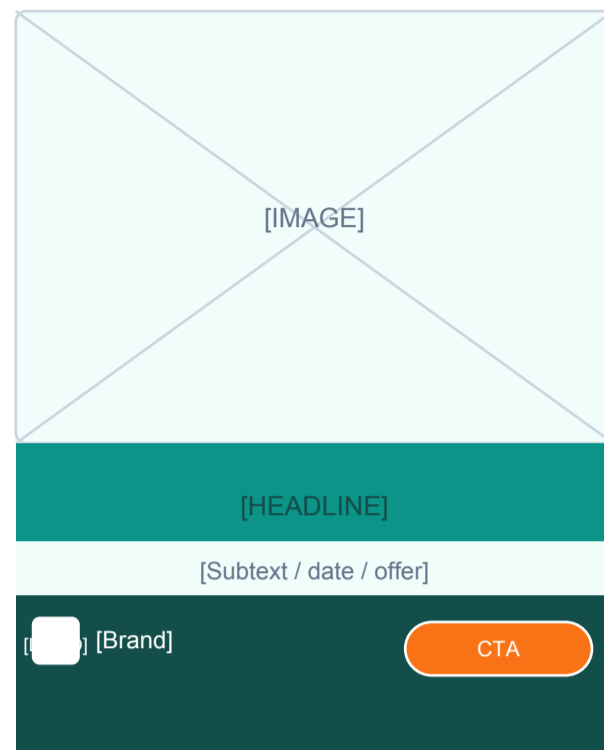 [IMAGE]
[HEADLINE]
[Subtext / date / offer]
[Brand]
CTA